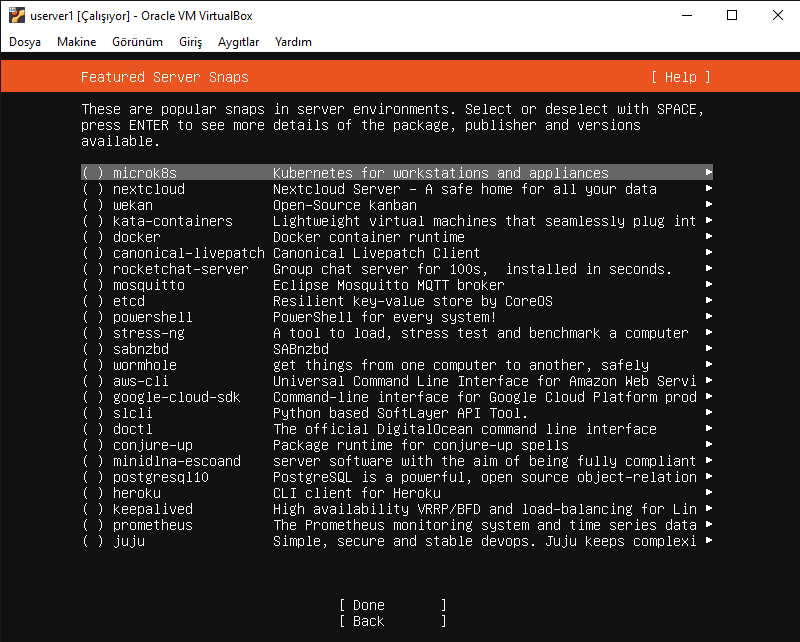 userver1 [Çalışıyor] - Oracle VM VirtualBox
Dosya Makine Görünüm Giriş Aygıtlar Yardım
Featured Server Snaps [ Help ]
These are popular snaps in server environments. Select or deselect with SPACE,
press ENTER to see more details of the package, publisher and versions
available.
( ) microk8s Kubernetes for workstations and appliances ▸
( ) nextcloud Nextcloud Server - A safe home for all your data ▸
( ) wekan Open-Source kanban ▸
( ) kata-containers Lightweight virtual machines that seamlessly plug int ▸
( ) docker Docker container runtime ▸
( ) canonical-livepatch Canonical Livepatch Client ▸
( ) rocketchat-server Group chat server for 100s,  installed in seconds. ▸
( ) mosquitto Eclipse Mosquitto MQTT broker ▸
( ) etcd Resilient key-value store by CoreOS ▸
( ) powershell PowerShell for every system! ▸
( ) stress-ng A tool to load, stress test and benchmark a computer ▸
( ) sabnzbd SABnzbd ▸
( ) wormhole get things from one computer to another, safely ▸
( ) aws-cli Universal Command Line Interface for Amazon Web Servi ▸
( ) google-cloud-sdk Command-line interface for Google Cloud Platform prod ▸
( ) slcli Python based SoftLayer API Tool. ▸
( ) doctl The official DigitalOcean command line interface ▸
( ) conjure-up Package runtime for conjure-up spells ▸
( ) minidlna-escoand server software with the aim of being fully compliant ▸
( ) postgresql10 PostgreSQL is a powerful, open source object-relation ▸
( ) heroku CLI client for Heroku ▸
( ) keepalived High availability VRRP/BFD and load-balancing for Lin ▸
( ) prometheus The Prometheus monitoring system and time series data ▸
( ) juju Simple, secure and stable devops. Juju keeps complexi ▸
[ Done ]
[ Back ]